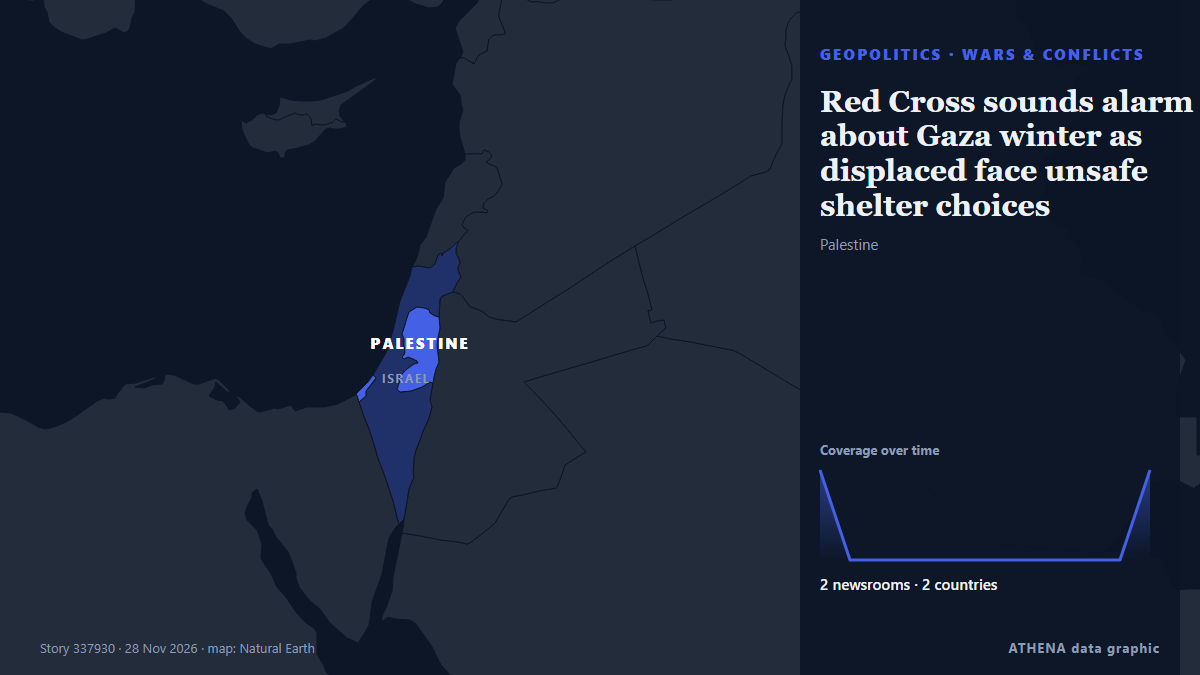 GEOPOLITICS · WARS & CONFLICTS
Red Cross sounds alarm
about Gaza winter as
displaced face unsafe
shelter choices
Palestine
PALESTINE
ISRAEL
Coverage over time
2 newsrooms · 2 countries
Story 337930 · 28 Nov 2026 · map: Natural Earth
ATHENA data graphic